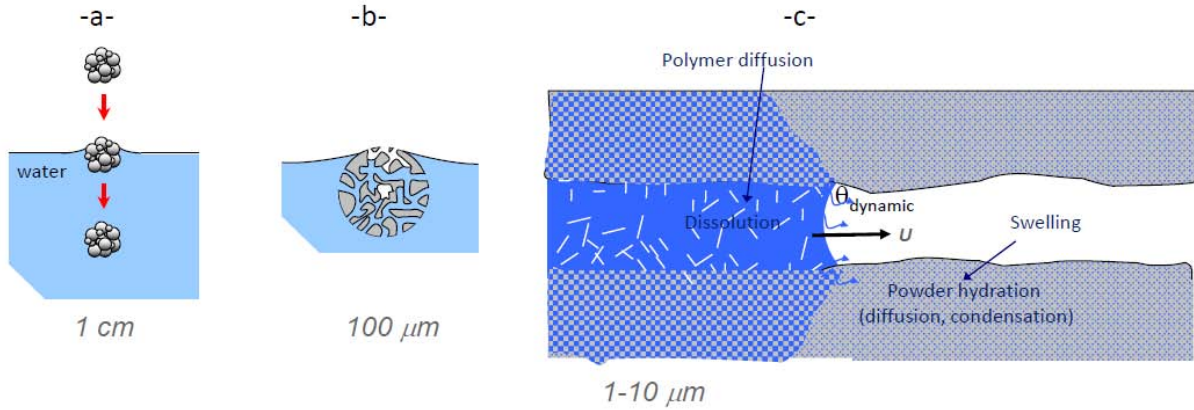 -a-
-b-
-c-
Polymer diffusion
water
θdynamic
Dissolution
U
Swelling
Powder hydration
(diffusion, condensation)
1 cm
100 μm
1-10 μm